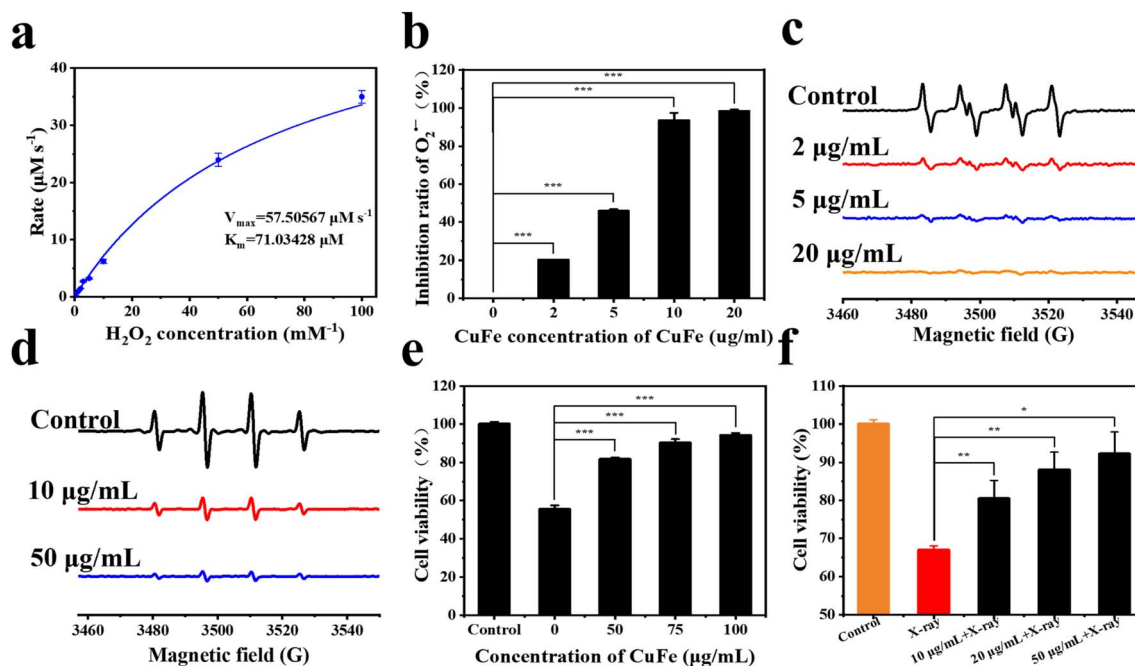 a
Rate (μM s-1)
40
30
20
10
0
0 20 40 60 80 100
H2O2 concentration (mM-1)
Vmax=57.50567 μM s-1
Km=71.03428 μM
b
Inhibition ratio of O2•− (%)
120
100
80
60
40
20
0
*** 
***
***
***
0 2 5 10 20
CuFe concentration of CuFe (ug/ml)
c
Control
2 μg/mL
5 μg/mL
20 μg/mL
3460 3480 3500 3520 3540
Magnetic field (G)
d
Control
10 μg/mL
50 μg/mL
3460 3480 3500 3520 3540
Magnetic field (G)
e
Cell viability (%)
120
100
80
60
40
20
0
***
***
***
Control 0 50 75 100
Concentration of CuFe (μg/mL)
f
Cell viability (%)
110
100
90
80
70
60
50
*
**
**
Control
X-ray
10 μg/mL+X-ray
20 μg/mL+X-ray
50 μg/mL+X-ray